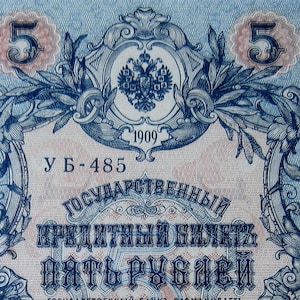 5 5
1909
УБ-485
ГОСУДАРСТВЕННЫЙ
КРЕДИТНЫЙ БИЛЕТЪ
ПЯТЬ РУБЛЕЙ